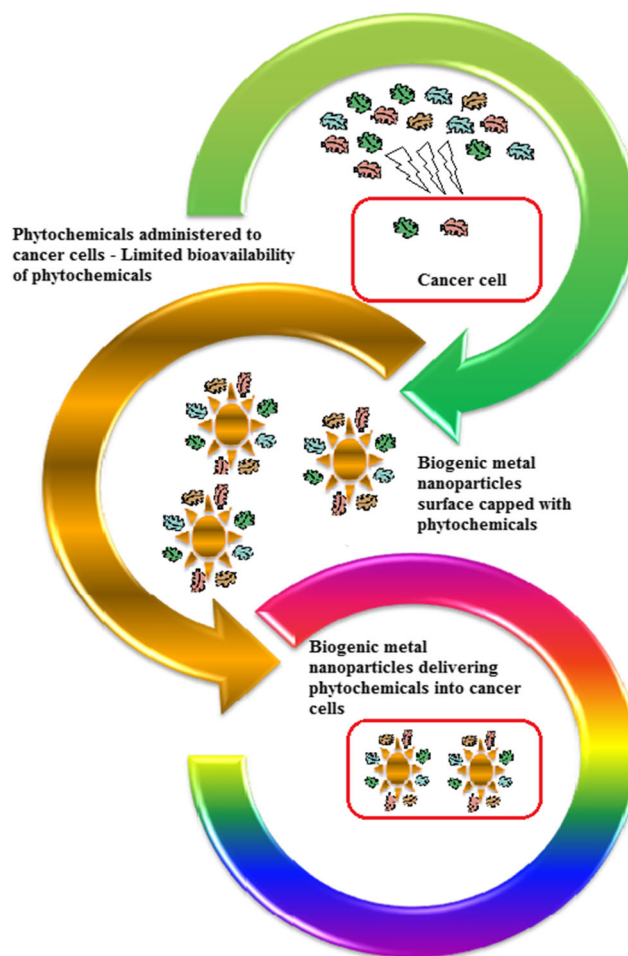 Phytochemicals administered to
cancer cells - Limited bioavailability
of phytochemicals
Cancer cell
Biogenic metal
nanoparticles
surface capped with
phytochemicals
Biogenic metal
nanoparticles delivering
phytochemicals into cancer
cells